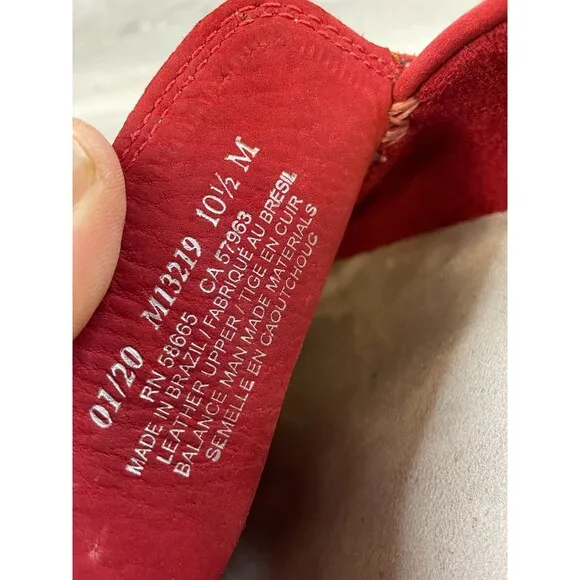 01/20 M13219 10½ M
RN 58665 CA 57963
MADE IN BRAZIL / FABRIQUÉ AU BRÉSIL
LEATHER UPPER / TIGE EN CUIR
BALANCE MAN MADE MATERIALS
SEMELLE EN CAOUTCHOUC